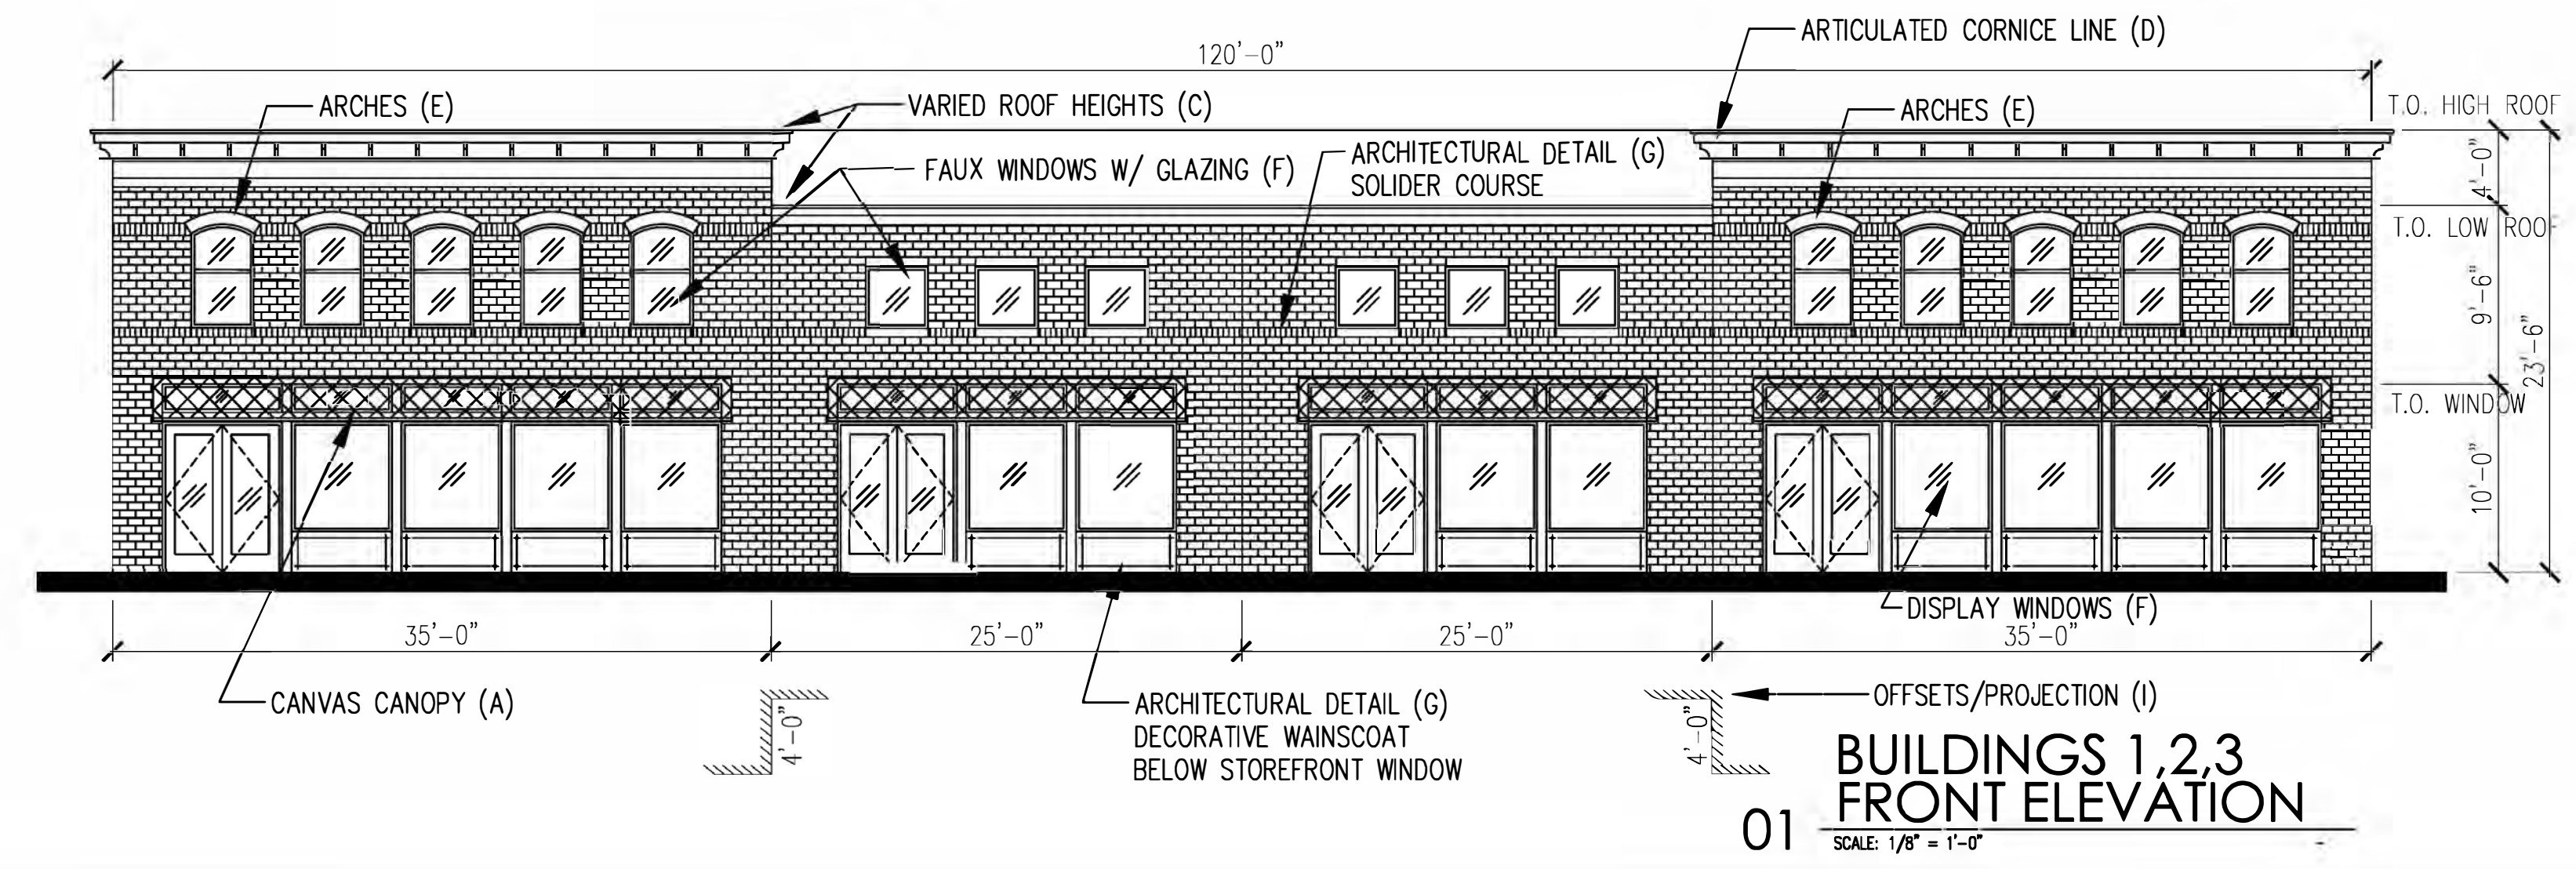 ARTICULATED CORNICE LINE (D)
120'-0"
ARCHES (E)
VARIED ROOF HEIGHTS (C)
ARCHES (E)
T.O. HIGH ROOF
FAUX WINDOWS W/ GLAZING (F)
ARCHITECTURAL DETAIL (G)
SOLIDER COURSE
4'-0"
T.O. LOW ROOF
9'-6"
23'-6"
T.O. WINDOW
10'-0"
DISPLAY WINDOWS (F)
35'-0"
25'-0"
25'-0"
35'-0"
CANVAS CANOPY (A)
4'-0"
ARCHITECTURAL DETAIL (G)
DECORATIVE WAINSCOAT
BELOW STOREFRONT WINDOW
4'-0"
OFFSETS/PROJECTION (I)
BUILDINGS 1,2,3
FRONT ELEVATION
01
SCALE: 1/8" = 1'-0"